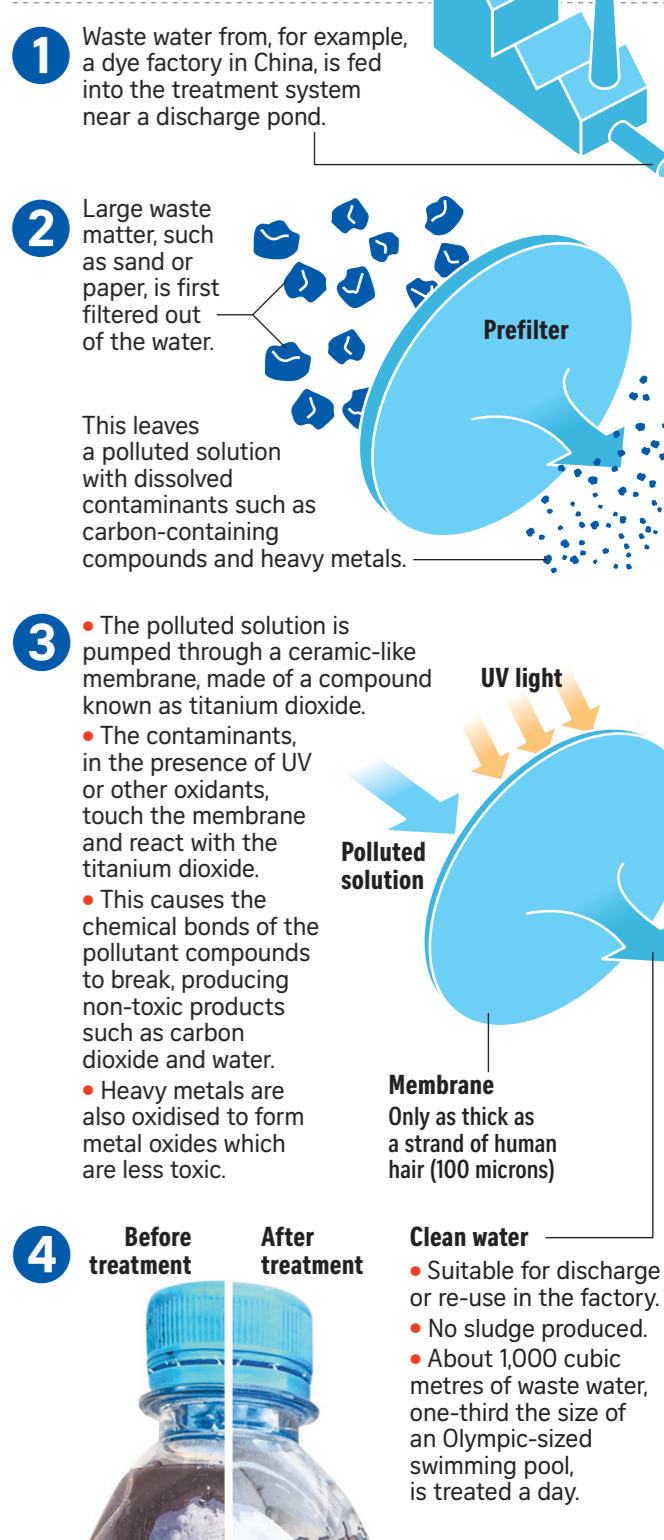 1
Waste water from, for example,
a dye factory in China, is fed
into the treatment system
near a discharge pond.
2
Large waste
matter, such
as sand or
paper, is first
filtered out
of the water.
Prefilter
This leaves
a polluted solution
with dissolved
contaminants such as
carbon-containing
compounds and heavy metals.
3
• The polluted solution is
pumped through a ceramic-like
membrane, made of a compound
known as titanium dioxide.
• The contaminants,
in the presence of UV
or other oxidants,
touch the membrane
and react with the
titanium dioxide.
• This causes the
chemical bonds of the
pollutant compounds
to break, producing
non-toxic products
such as carbon
dioxide and water.
• Heavy metals are
also oxidised to form
metal oxides which
are less toxic.
UV light
Polluted
solution
Membrane
Only as thick as
a strand of human
hair (100 microns)
4
Before
treatment
After
treatment
Clean water
• Suitable for discharge
or re-use in the factory.
• No sludge produced.
• About 1,000 cubic
metres of waste water,
one-third the size of
an Olympic-sized
swimming pool,
is treated a day.